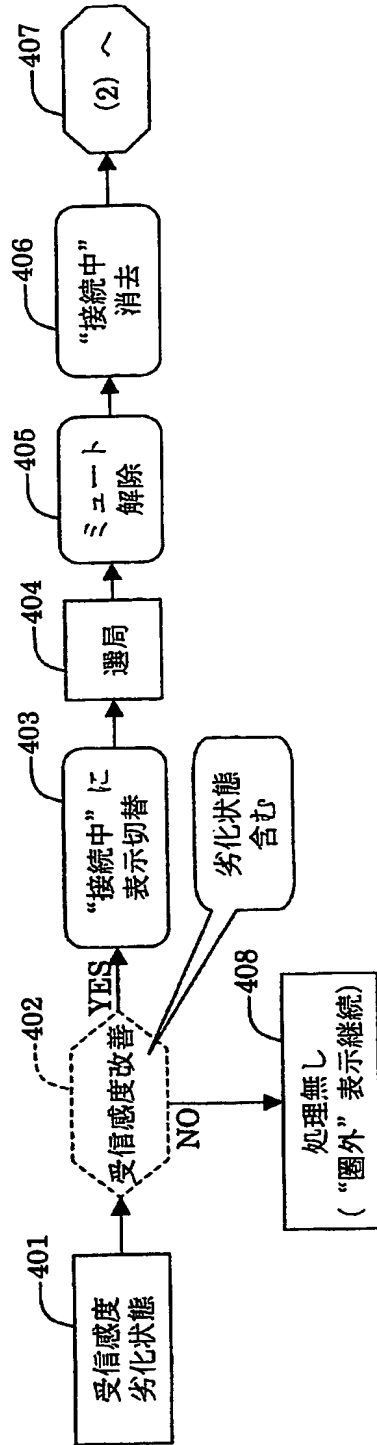 401
受信感度
劣化状態
402
受信感度改善
YES
NO
劣化状態
含む
403
“接続中” に
表示切替
404
選局
405
ミュート
解除
406
“接続中”
消去
407
(2) へ
408
処理無し
( “圏外” 表示継続)